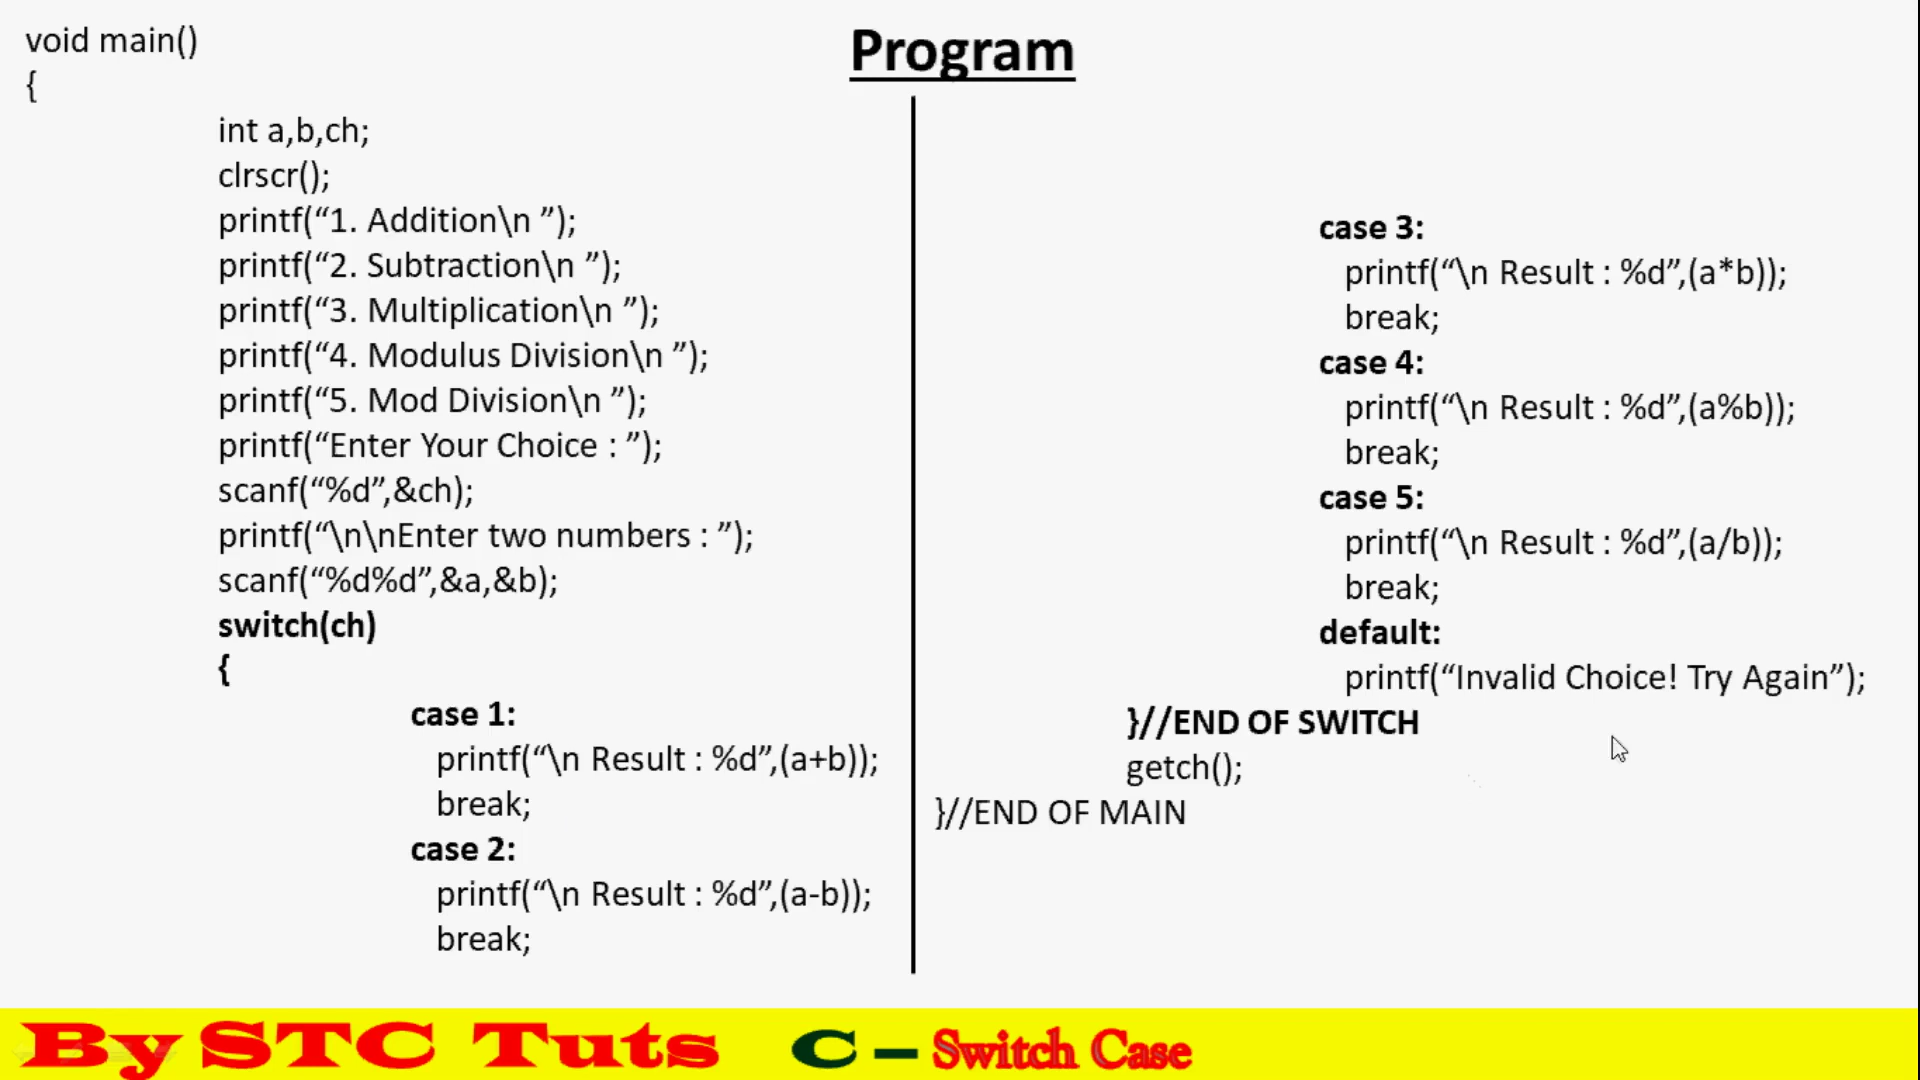 Program
void main()
{
int a,b,ch;
clrscr();
printf(“1. Addition\n ”);
printf(“2. Subtraction\n ”);
printf(“3. Multiplication\n ”);
printf(“4. Modulus Division\n ”);
printf(“5. Mod Division\n ”);
printf(“Enter Your Choice : ”);
scanf(“%d”,&ch);
printf(“\n\nEnter two numbers : ”);
scanf(“%d%d”,&a,&b);
switch(ch)
{
case 1:
printf(“\n Result : %d”,(a+b));
break;
case 2:
printf(“\n Result : %d”,(a-b));
break;
case 3:
printf(“\n Result : %d”,(a*b));
break;
case 4:
printf(“\n Result : %d”,(a%b));
break;
case 5:
printf(“\n Result : %d”,(a/b));
break;
default:
printf(“Invalid Choice! Try Again”);
}//END OF SWITCH
getch();
}//END OF MAIN
By STC Tuts C – Switch Case